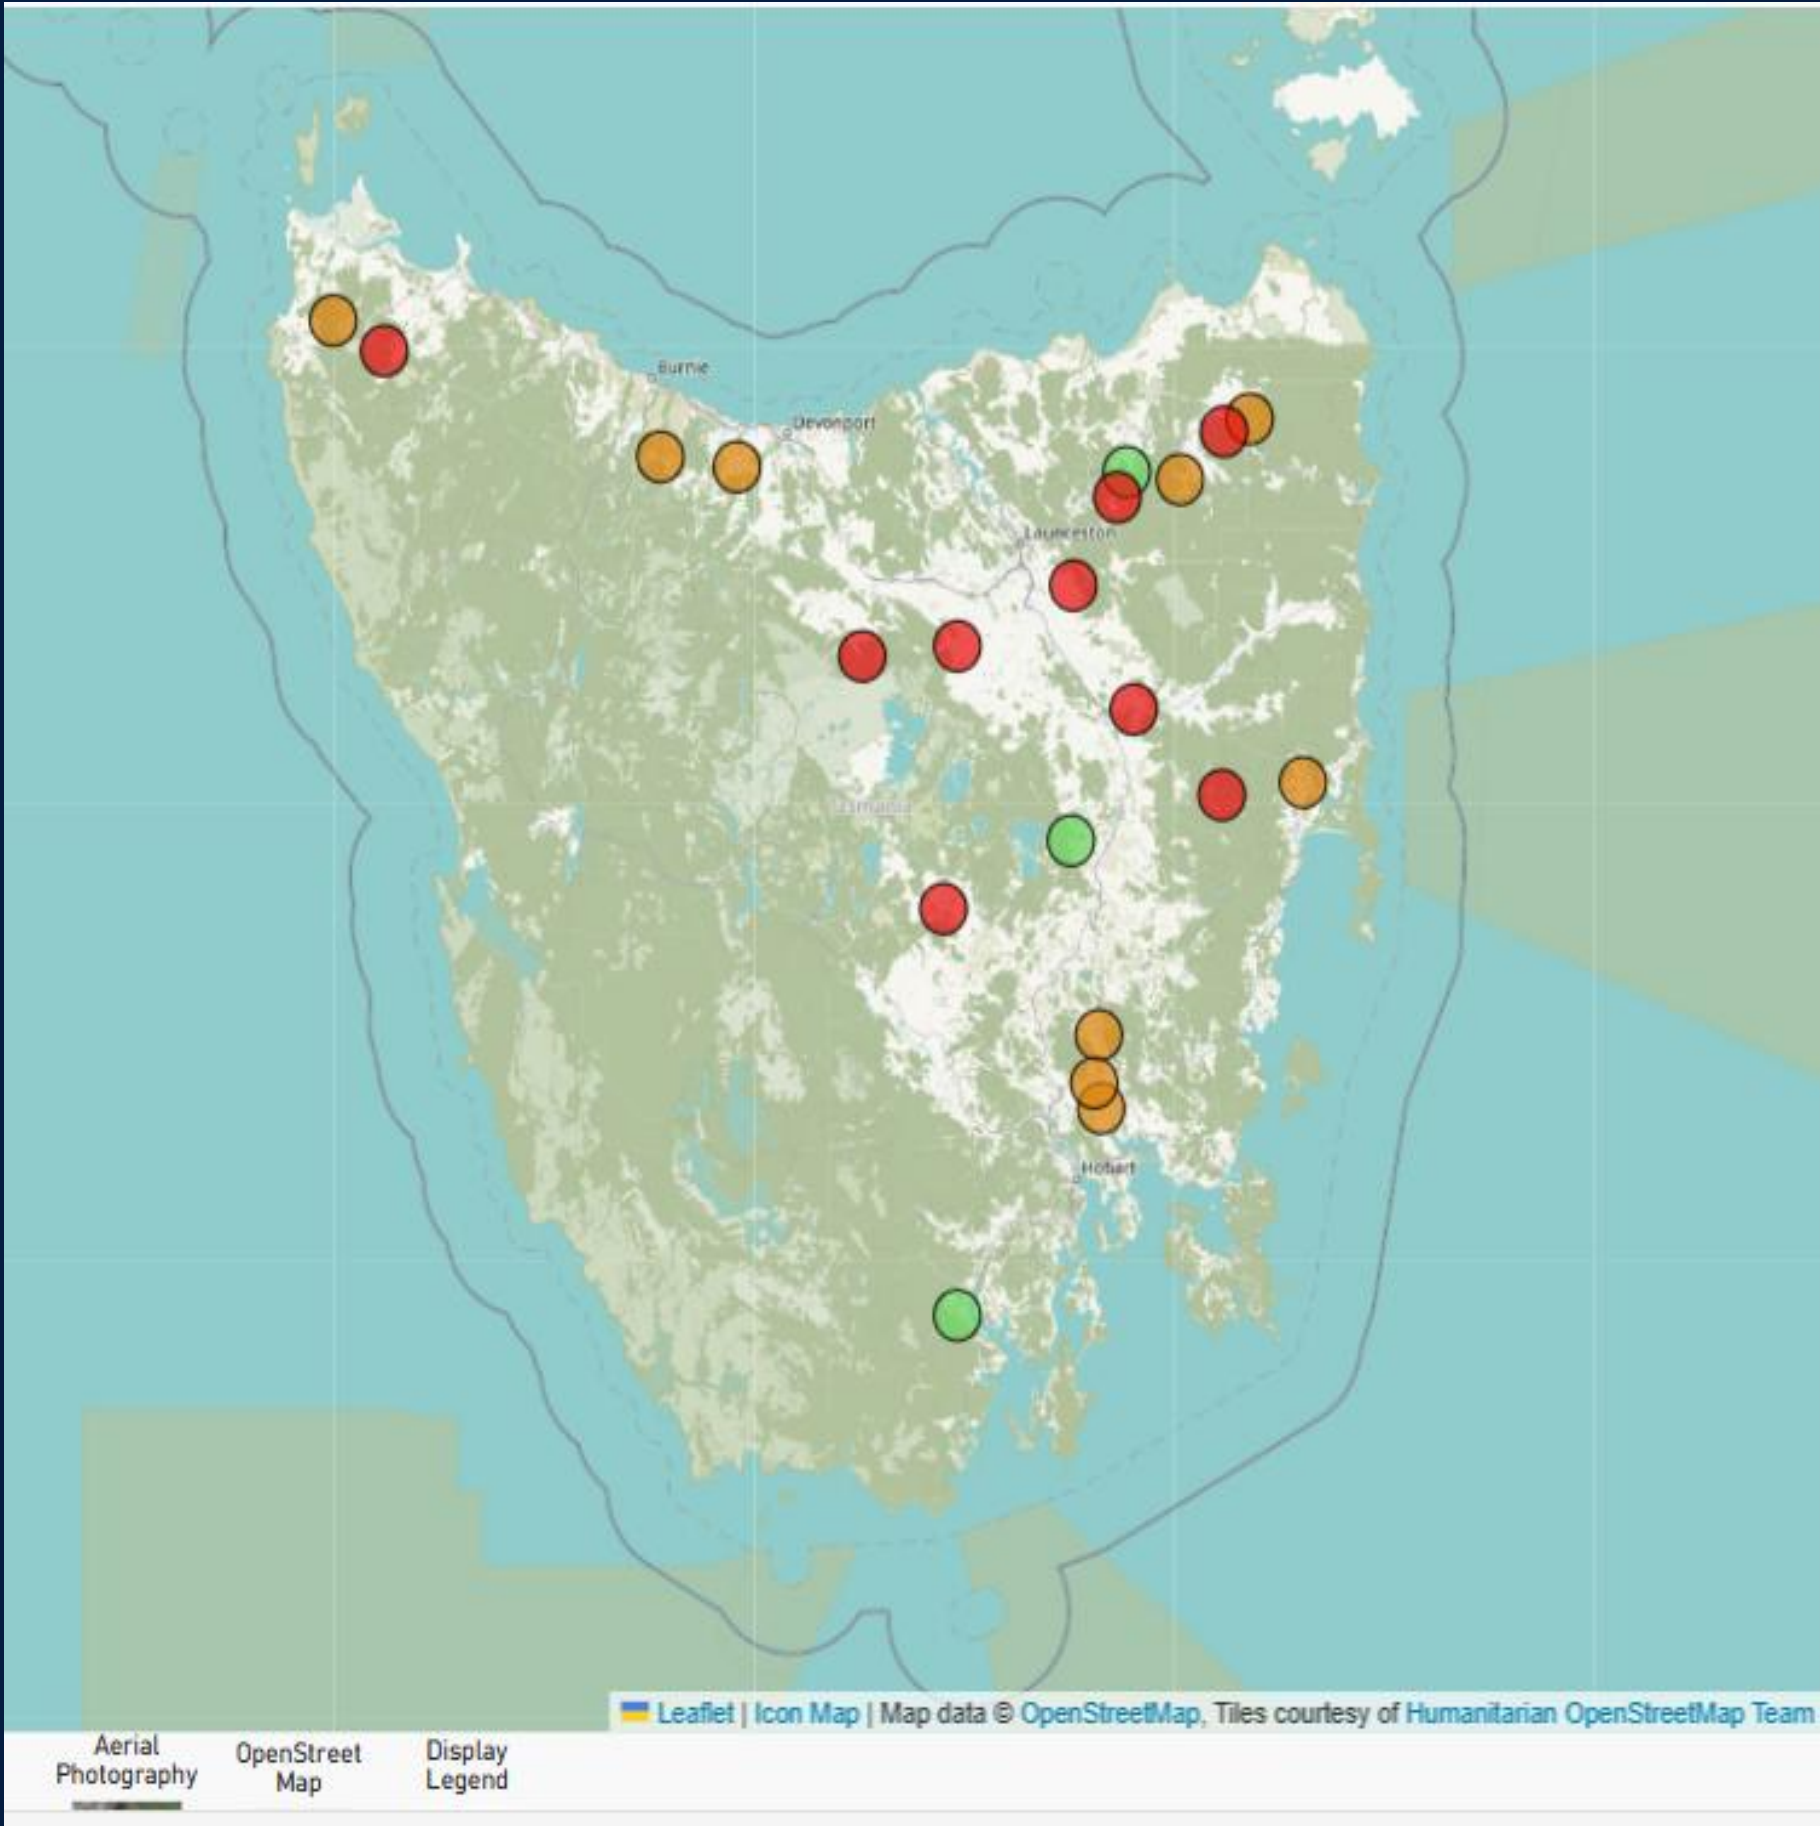 Burnie
Devonport
Launceston
Tasmania
Hobart
Leaflet | Icon Map | Map data © OpenStreetMap, Tiles courtesy of Humanitarian OpenStreetMap Team
Aerial
Photography
OpenStreet
Map
Display
Legend